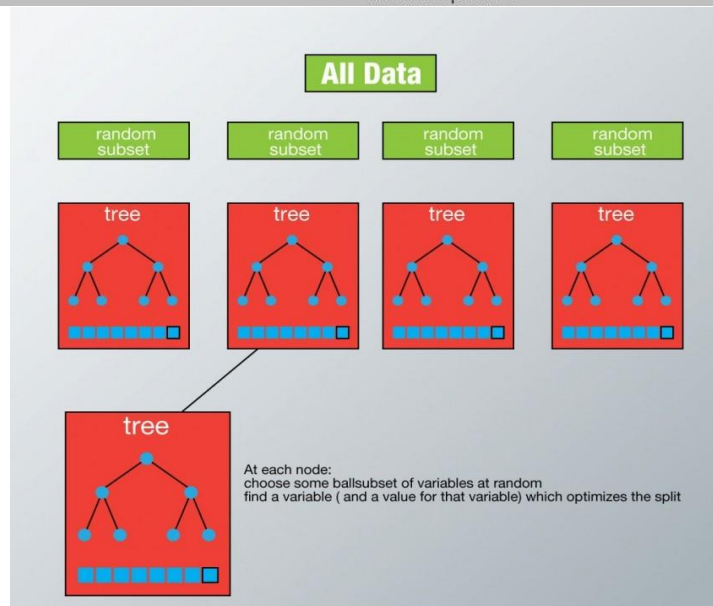 All Data
random
subset
random
subset
random
subset
random
subset
tree
tree
tree
tree
tree
At each node:
choose some ballsubset of variables at random
find a variable ( and a value for that variable) which optimizes the split